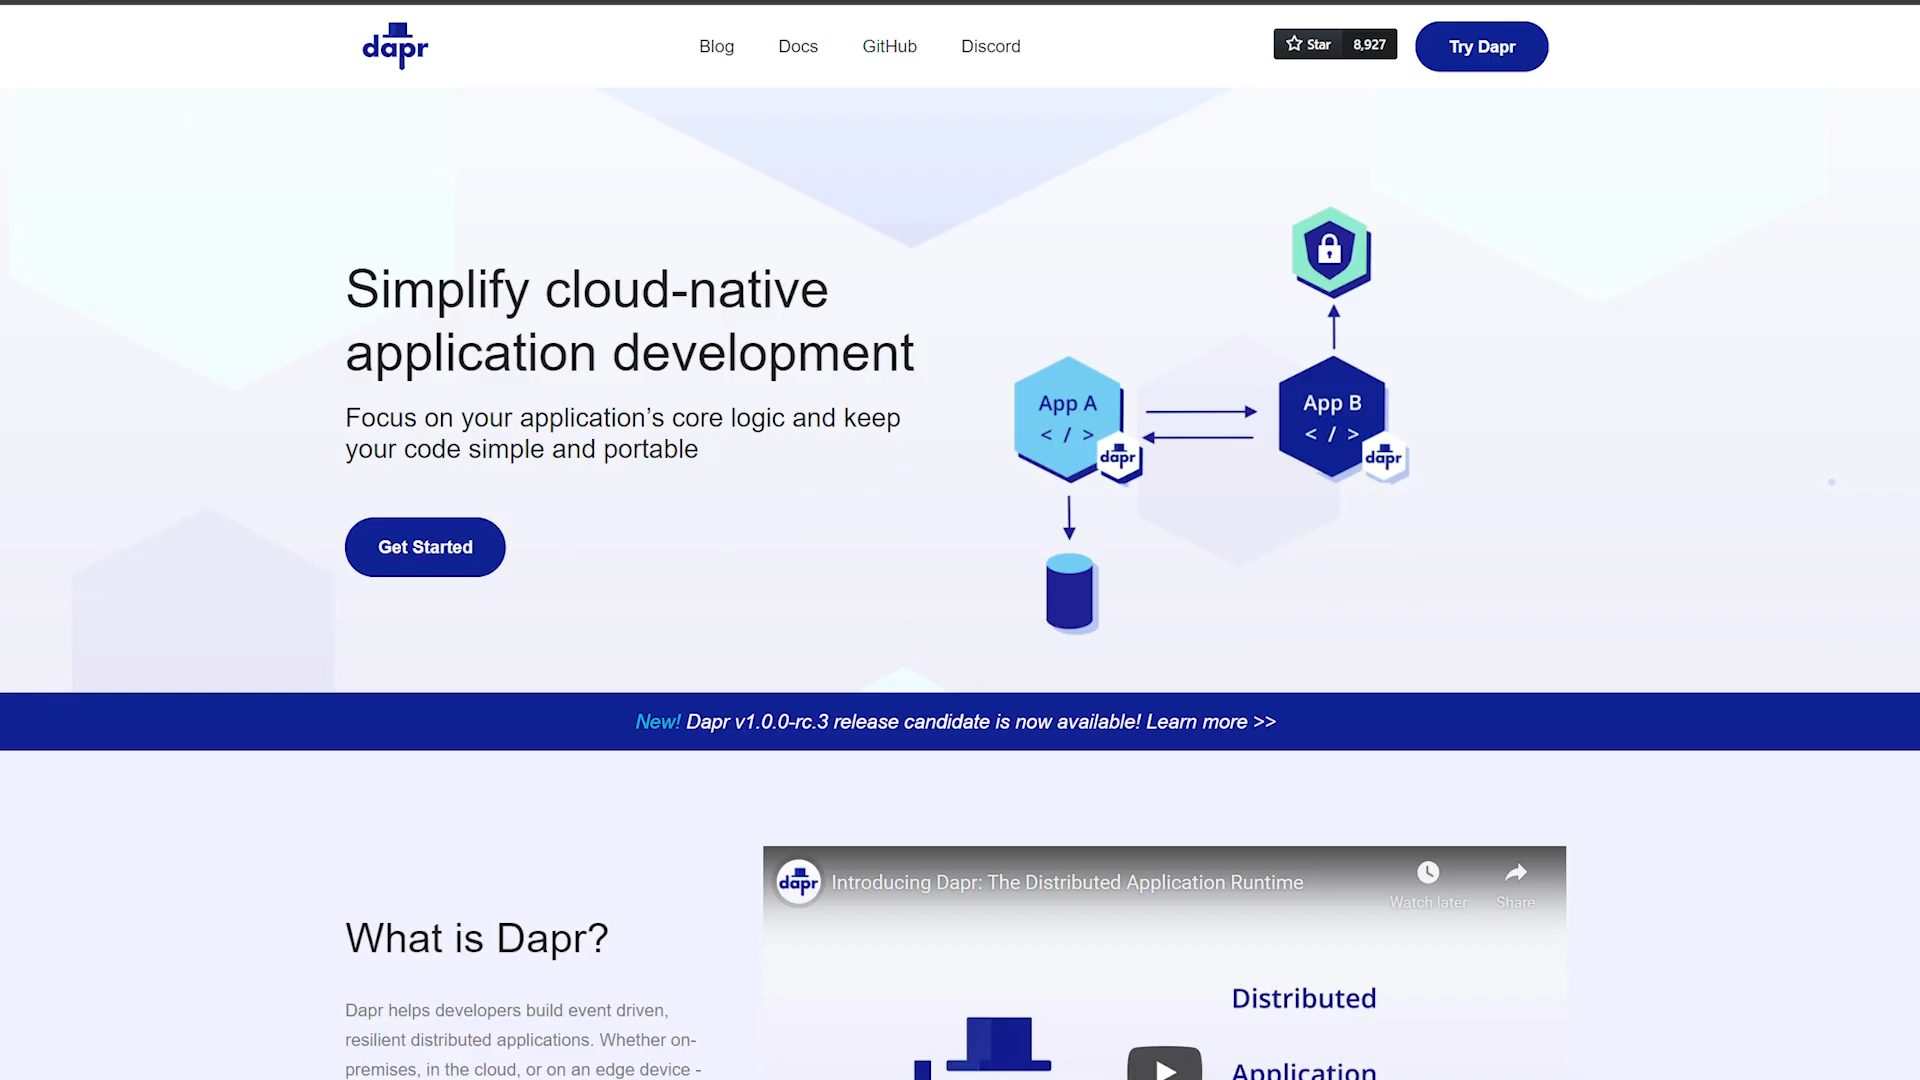 dapr
Blog
Docs
GitHub
Discord
Star 8,927
Try Dapr
Simplify cloud-native
application development
Focus on your application’s core logic and keep
your code simple and portable
Get Started
App A
< / >
dapr
App B
< / >
dapr
New! Dapr v1.0.0-rc.3 release candidate is now available! Learn more >>
What is Dapr?
Dapr helps developers build event driven,
resilient distributed applications. Whether on-
premises, in the cloud, or on an edge device -
dapr
Introducing Dapr: The Distributed Application Runtime
Watch later
Share
Distributed
Application